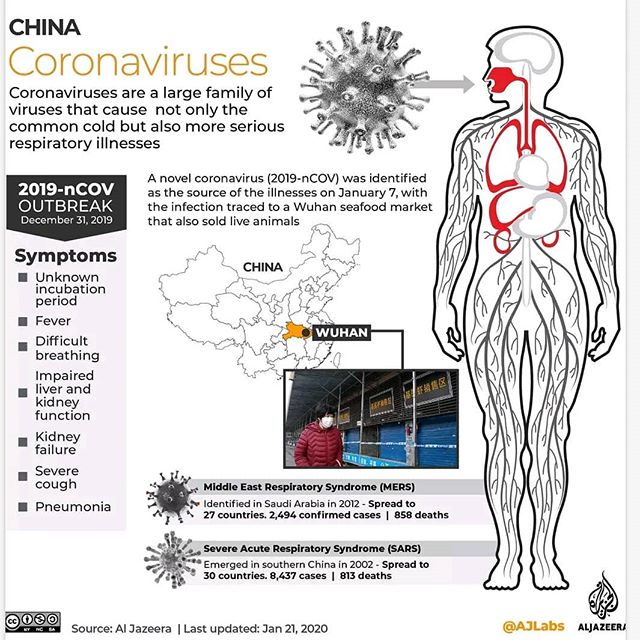 CHINA
Coronaviruses
Coronaviruses are a large family of
viruses that cause not only the
common cold but also more serious
respiratory illnesses
2019-nCOV
OUTBREAK
December 31, 2019
Symptoms
Unknown
incubation
period
Fever
Difficult
breathing
Impaired
liver and
kidney
function
Kidney
failure
Severe
cough
Pneumonia
A novel coronavirus (2019-nCOV) was identified
as the source of the illnesses on January 7, with
the infection traced to a Wuhan seafood market
that also sold live animals
CHINA
WUHAN
Middle East Respiratory Syndrome (MERS)
Identified in Saudi Arabia in 2012 - Spread to
27 countries. 2,494 confirmed cases | 858 deaths
Severe Acute Respiratory Syndrome (SARS)
Emerged in southern China in 2002 - Spread to
30 countries. 8,437 cases | 813 deaths
Source: Al Jazeera | Last updated: Jan 21, 2020
@AJLabs
ALJAZEERA